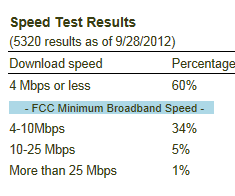 Speed Test Results
(5320 results as of 9/28/2012)
Download speed Percentage
4 Mbps or less 60%
- FCC Minimum Broadband Speed -
4-10Mbps 34%
10-25 Mbps 5%
More than 25 Mbps 1%